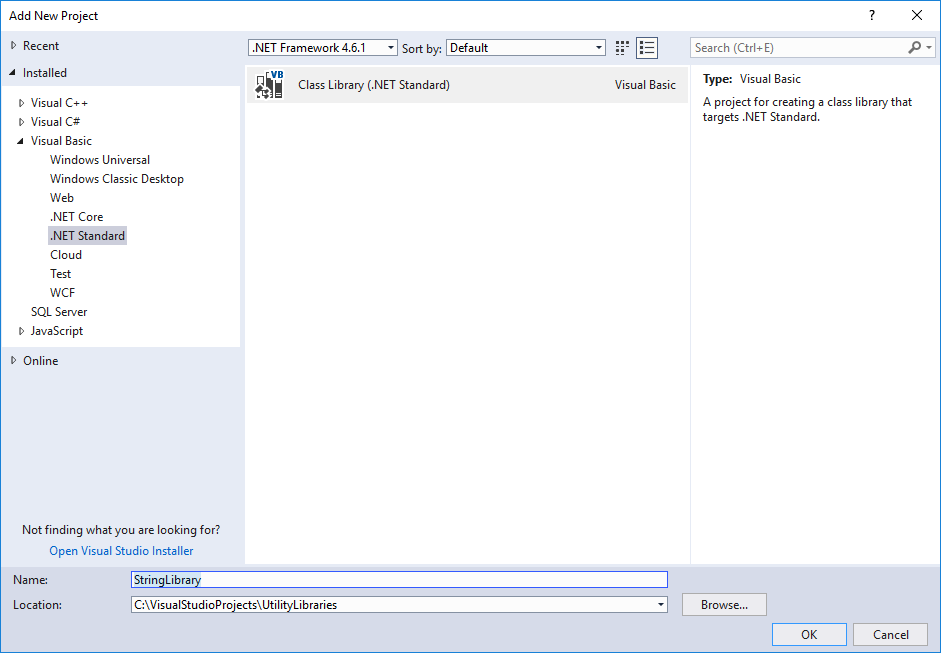 Add New Project
?
Recent
.NET Framework 4.6.1
Sort by:
Default
Search (Ctrl+E)
Installed
Visual C++
Visual C#
Visual Basic
Windows Universal
Windows Classic Desktop
Web
.NET Core
.NET Standard
Cloud
Test
WCF
SQL Server
JavaScript
Online
Not finding what you are looking for?
Open Visual Studio Installer
VB
Class Library (.NET Standard)
Visual Basic
Type: Visual Basic
A project for creating a class library that
targets .NET Standard.
Name:
StringLibrary
Location:
C:\VisualStudioProjects\UtilityLibraries
Browse...
OK
Cancel